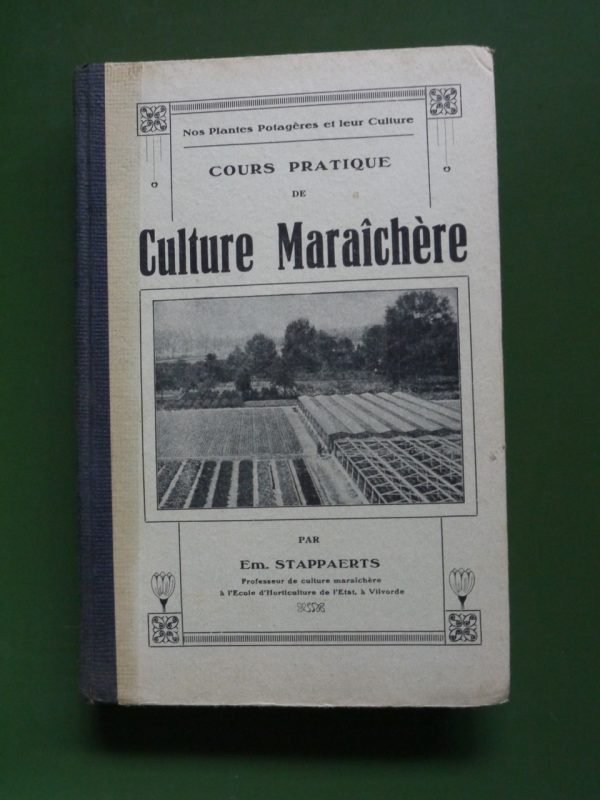 Nos Plantes Potagères et leur Culture
COURS PRATIQUE
DE
Culture Maraîchère
PAR
Em. STAPPAERTS
Professeur de culture maraîchère
à l'Ecole d'Horticulture de l'Etat, à Vilvorde